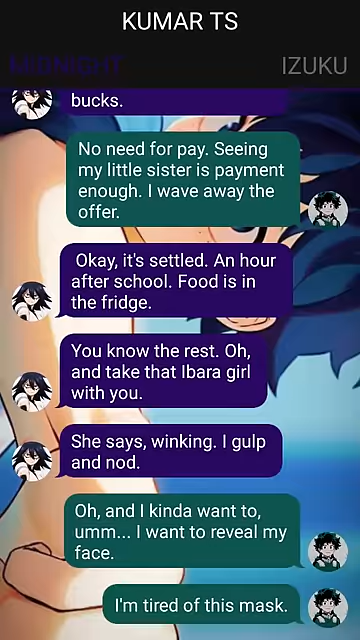 KUMAR TS
MIDNIGHT
IZUKU
bucks.
No need for pay. Seeing
my little sister is payment
enough. I wave away the
offer.
Okay, it's settled. An hour
after school. Food is in
the fridge.
You know the rest. Oh,
and take that Ibara girl
with you.
She says, winking. I gulp
and nod.
Oh, and I kinda want to,
umm... I want to reveal my
face.
I'm tired of this mask.